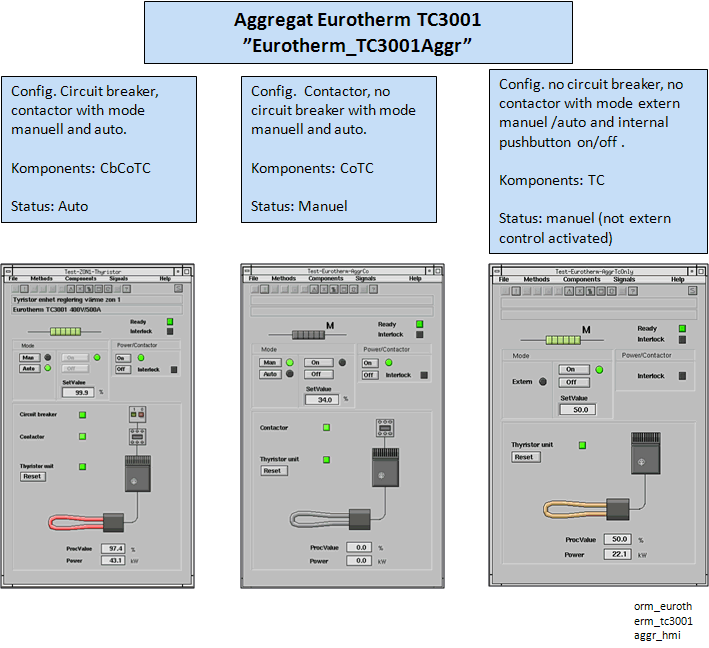 Aggregat Eurotherm TC3001
”Eurotherm_TC3001Aggr”
Config. Circuit breaker,
contactor with mode
manuell and auto.
Komponents: CbCoTC
Status: Auto
Config.  Contactor, no
circuit breaker with mode
manuell and auto.
Komponents: CoTC
Status: Manuel
Config. no circuit breaker, no
contactor with mode extern
manuel /auto and internal
pushbutton on/off .
Komponents: TC
Status: manuel (not extern
control activated)
Test-ZON1-Thyristor
File Methods Components Signals Help
Tyristor enhet reglering värme zon 1
Eurotherm TC3001 400V/500A
Ready
Interlock
Mode
Power/Contactor
Man On On
Auto Off Off Interlock
SetValue
99.9 %
Circuit breaker
Contactor
Thyristor unit
Reset
ProcValue 97.4 %
Power 43.1 kW
Test-Eurotherm-AggrCo
File Methods Components Signals Help
M
Ready
Interlock
Mode
Power/Contactor
Man On On
Auto Off Off Interlock
SetValue
34.0 %
Contactor
Thyristor unit
Reset
ProcValue 0.0 %
Power 0.0 kW
Test-Eurotherm-AggrTcOnly
File Methods Components Signals Help
M
Ready
Interlock
Mode
Power/Contactor
On
Extern Off
Interlock
SetValue
50.0
Thyristor unit
Reset
ProcValue 50.0 %
Power 22.1 kW
orm_euroth
erm_tc3001
aggr_hmi